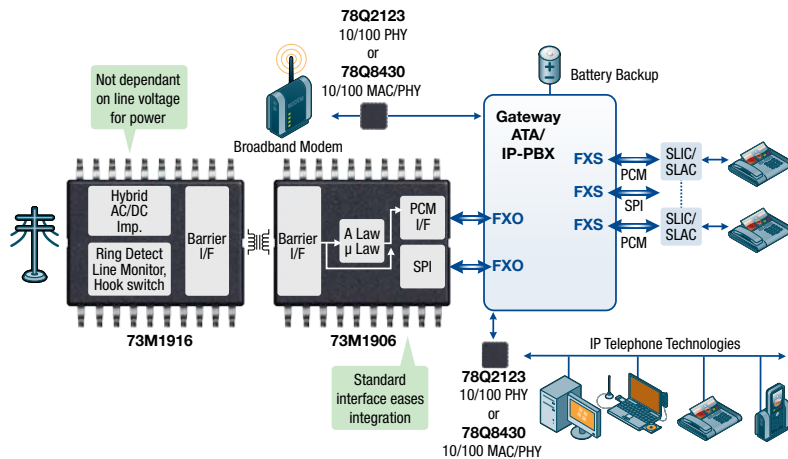 78Q2123
10/100 PHY
or
78Q8430
10/100 MAC/PHY
Not dependant
on line voltage
for power
MODEM
Broadband Modem
Battery Backup
Gateway
ATA/
IP-PBX
FXS
PCM
SLIC/
SLAC
FXS
SPI
FXS
PCM
SLIC/
SLAC
Hybrid
AC/DC
Imp.
Ring Detect
Line Monitor,
Hook switch
Barrier
I/F
Barrier
I/F
A Law
µ Law
PCM
I/F
SPI
FXO
FXO
73M1916
73M1906
Standard
interface eases
integration
78Q2123
10/100 PHY
or
78Q8430
10/100 MAC/PHY
IP Telephone Technologies